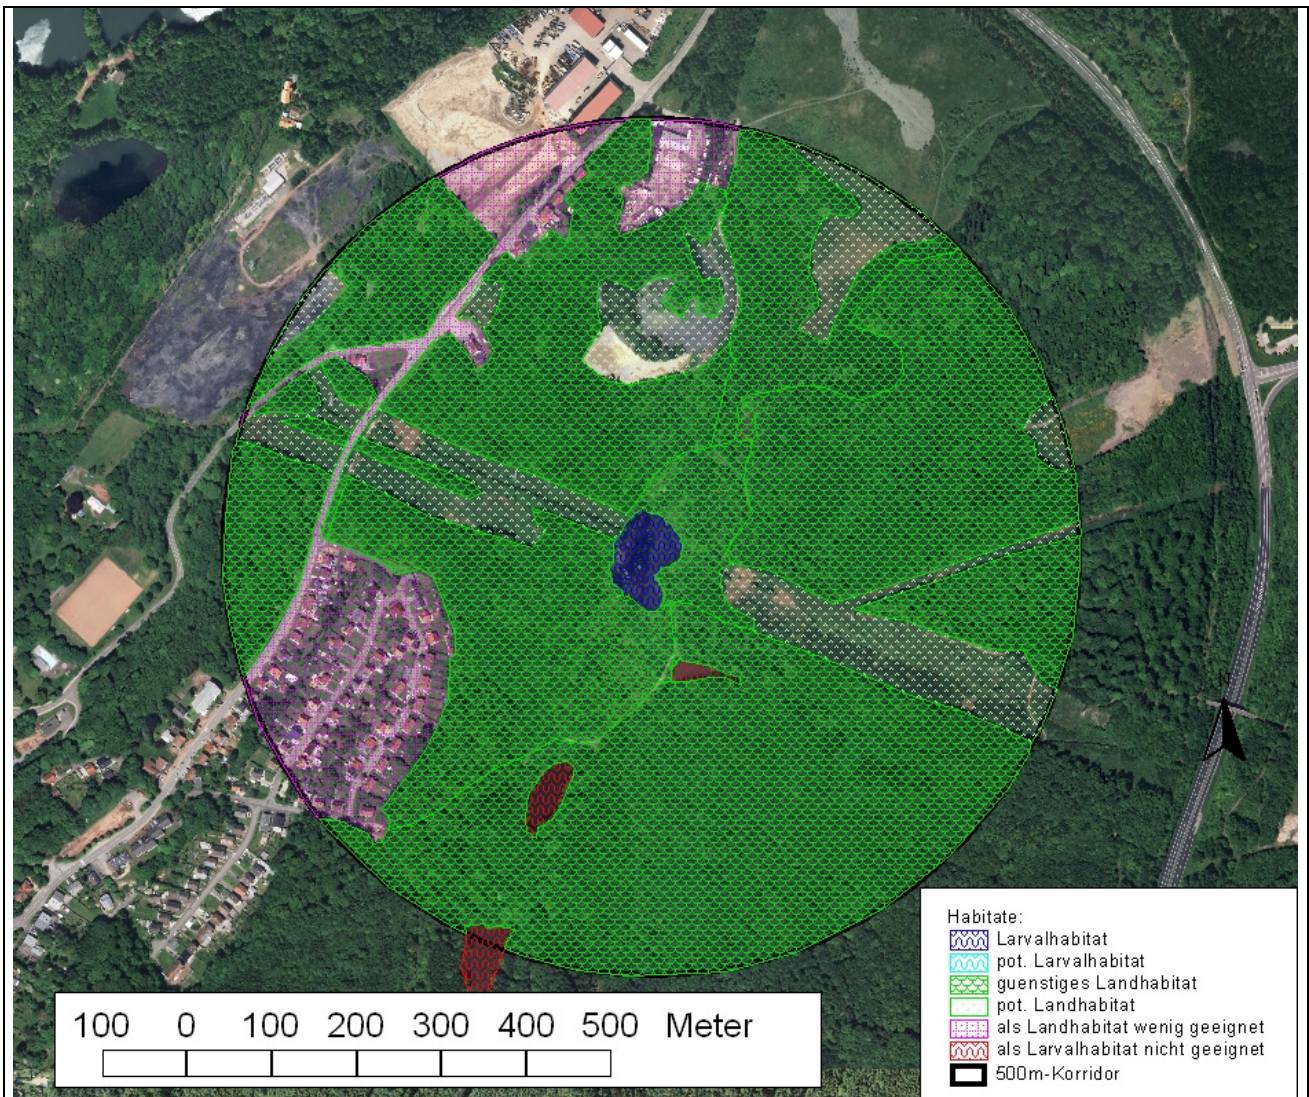 N
Habitate:
Larvalhabitat
pot. Larvalhabitat
guenstiges Landhabitat
pot. Landhabitat
als Landhabitat wenig geeignet
als Larvalhabitat nicht geeignet
500m-Korridor
100 0 100 200 300 400 500 Meter